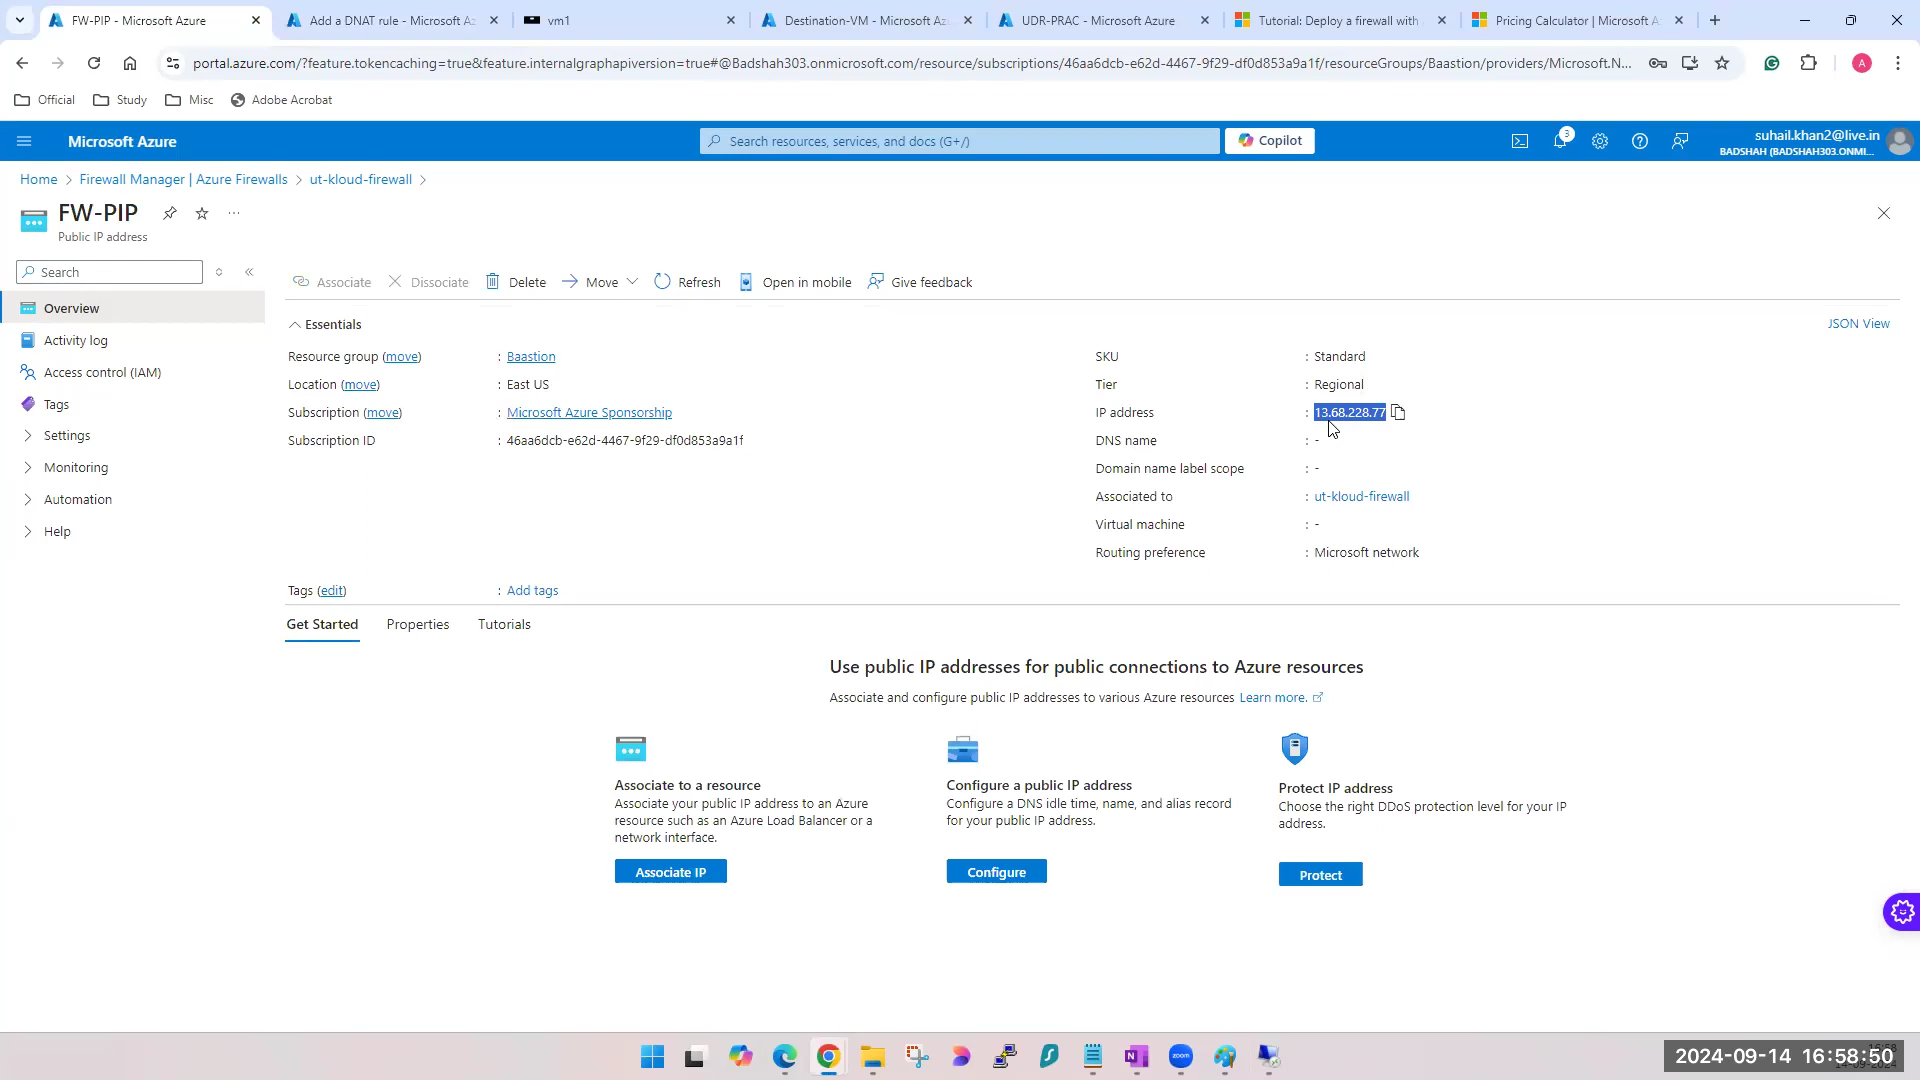 FW-PIP - Microsoft Azure
Add a DNAT rule - Microsoft Az
vm1
Destination-VM - Microsoft Azu
UDR-PRAC - Microsoft Azure
Tutorial: Deploy a firewall with
Pricing Calculator | Microsoft A
portal.azure.com/?feature.tokencaching=true&feature.internalgraphapiversion=true#@Badshah303.onmicrosoft.com/resource/subscriptions/46aa6dcb-e62d-4467-9f29-df0d853a9a1f/resourceGroups/Baastion/providers/Microsoft.N...
A
Official
Study
Misc
Adobe Acrobat
Microsoft Azure
Search resources, services, and docs (G+/)
Copilot
3
suhail.khan2@live.in
BADSHAH (BADSHAH303.ONMI...
Home > Firewall Manager | Azure Firewalls > ut-kloud-firewall >
FW-PIP
Public IP address
Search
Overview
Activity log
Access control (IAM)
Tags
Settings
Monitoring
Automation
Help
Associate
Dissociate
Delete
Move
Refresh
Open in mobile
Give feedback
Essentials
JSON View
Resource group (move) : Baastion
Location (move) : East US
Subscription (move) : Microsoft Azure Sponsorship
Subscription ID : 46aa6dcb-e62d-4467-9f29-df0d853a9a1f
SKU : Standard
Tier : Regional
IP address : 13.68.228.77
DNS name : -
Domain name label scope : -
Associated to : ut-kloud-firewall
Virtual machine : -
Routing preference : Microsoft network
Tags (edit) : Add tags
Get Started
Properties
Tutorials
Use public IP addresses for public connections to Azure resources
Associate and configure public IP addresses to various Azure resources Learn more.
Associate to a resource
Associate your public IP address to an Azure
resource such as an Azure Load Balancer or a
network interface.
Associate IP
Configure a public IP address
Configure a DNS idle time, name, and alias record
for your public IP address.
Configure
Protect IP address
Choose the right DDoS protection level for your IP
address.
Protect
zoom
2024-09-14 16:58:50